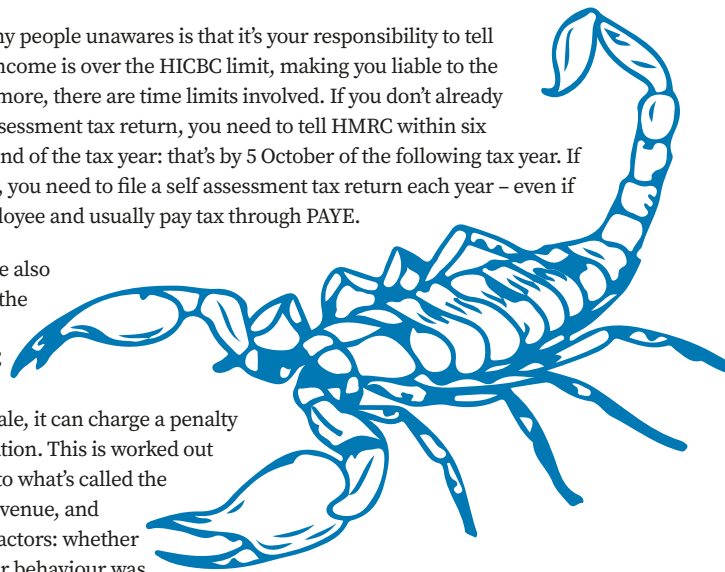 ny people unawares is that it’s your responsibility to tell
ncome is over the HICBC limit, making you liable to the
more, there are time limits involved. If you don’t already
ssessment tax return, you need to tell HMRC within six
nd of the tax year: that’s by 5 October of the following tax year. If
, you need to file a self assessment tax return each year – even if
loyee and usually pay tax through PAYE.
e also
the
ale, it can charge a penalty
tion. This is worked out
to what’s called the
venue, and
actors: whether
r behaviour was